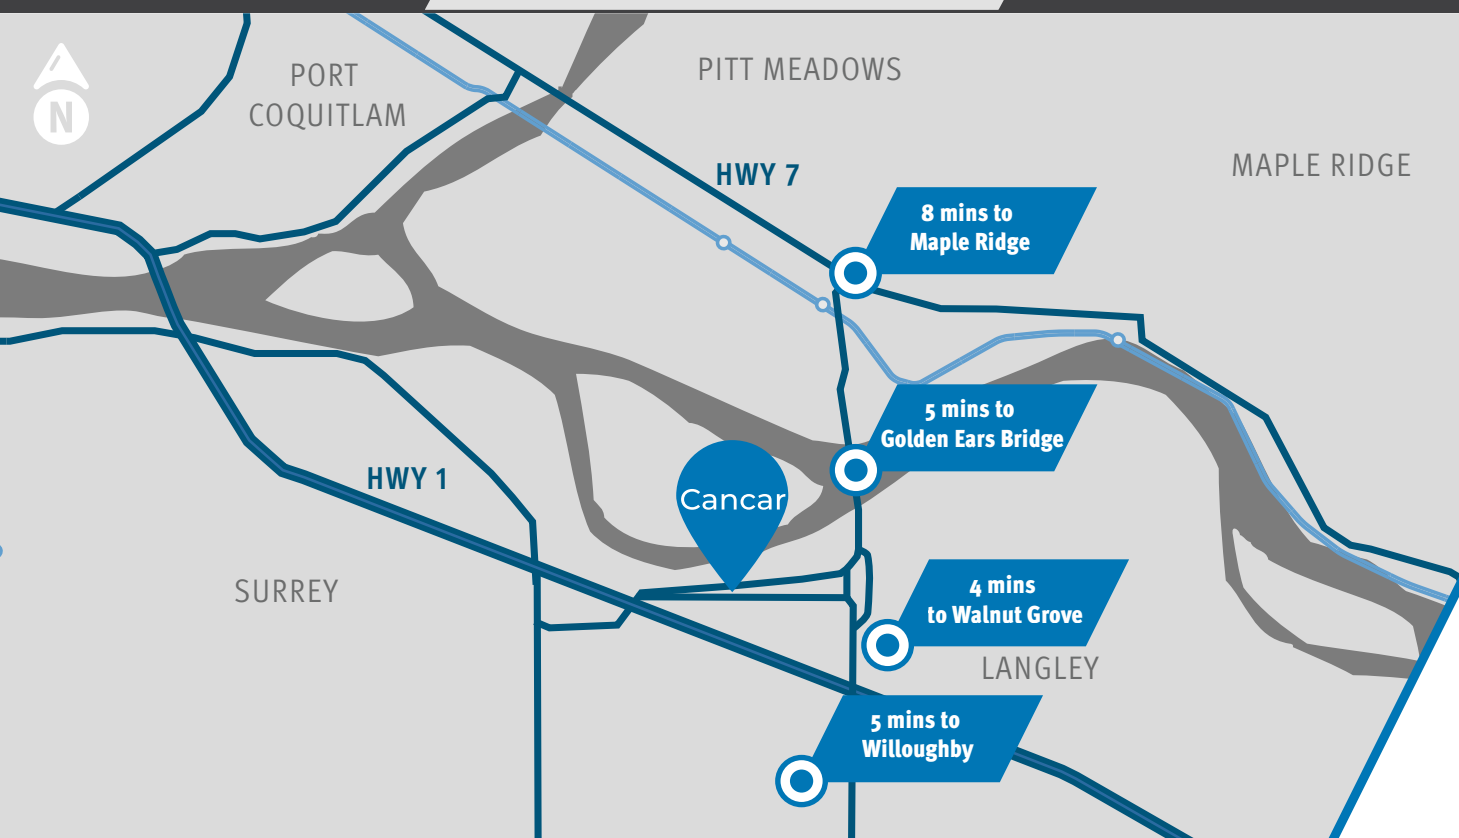 N
PORT
COQUITLAM
PITT MEADOWS
MAPLE RIDGE
HWY 7
8 mins to
Maple Ridge
5 mins to
Golden Ears Bridge
HWY 1
Cancar
SURREY
4 mins
to Walnut Grove
LANGLEY
5 mins to
Willoughby